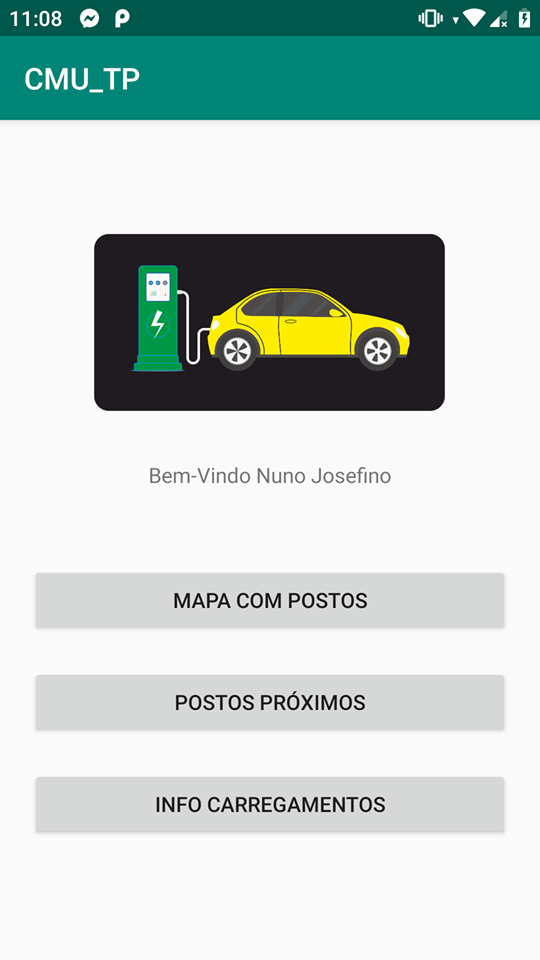 11:08
CMU_TP
Bem-Vindo Nuno Josefino
MAPA COM POSTOS
POSTOS PRÓXIMOS
INFO CARREGAMENTOS